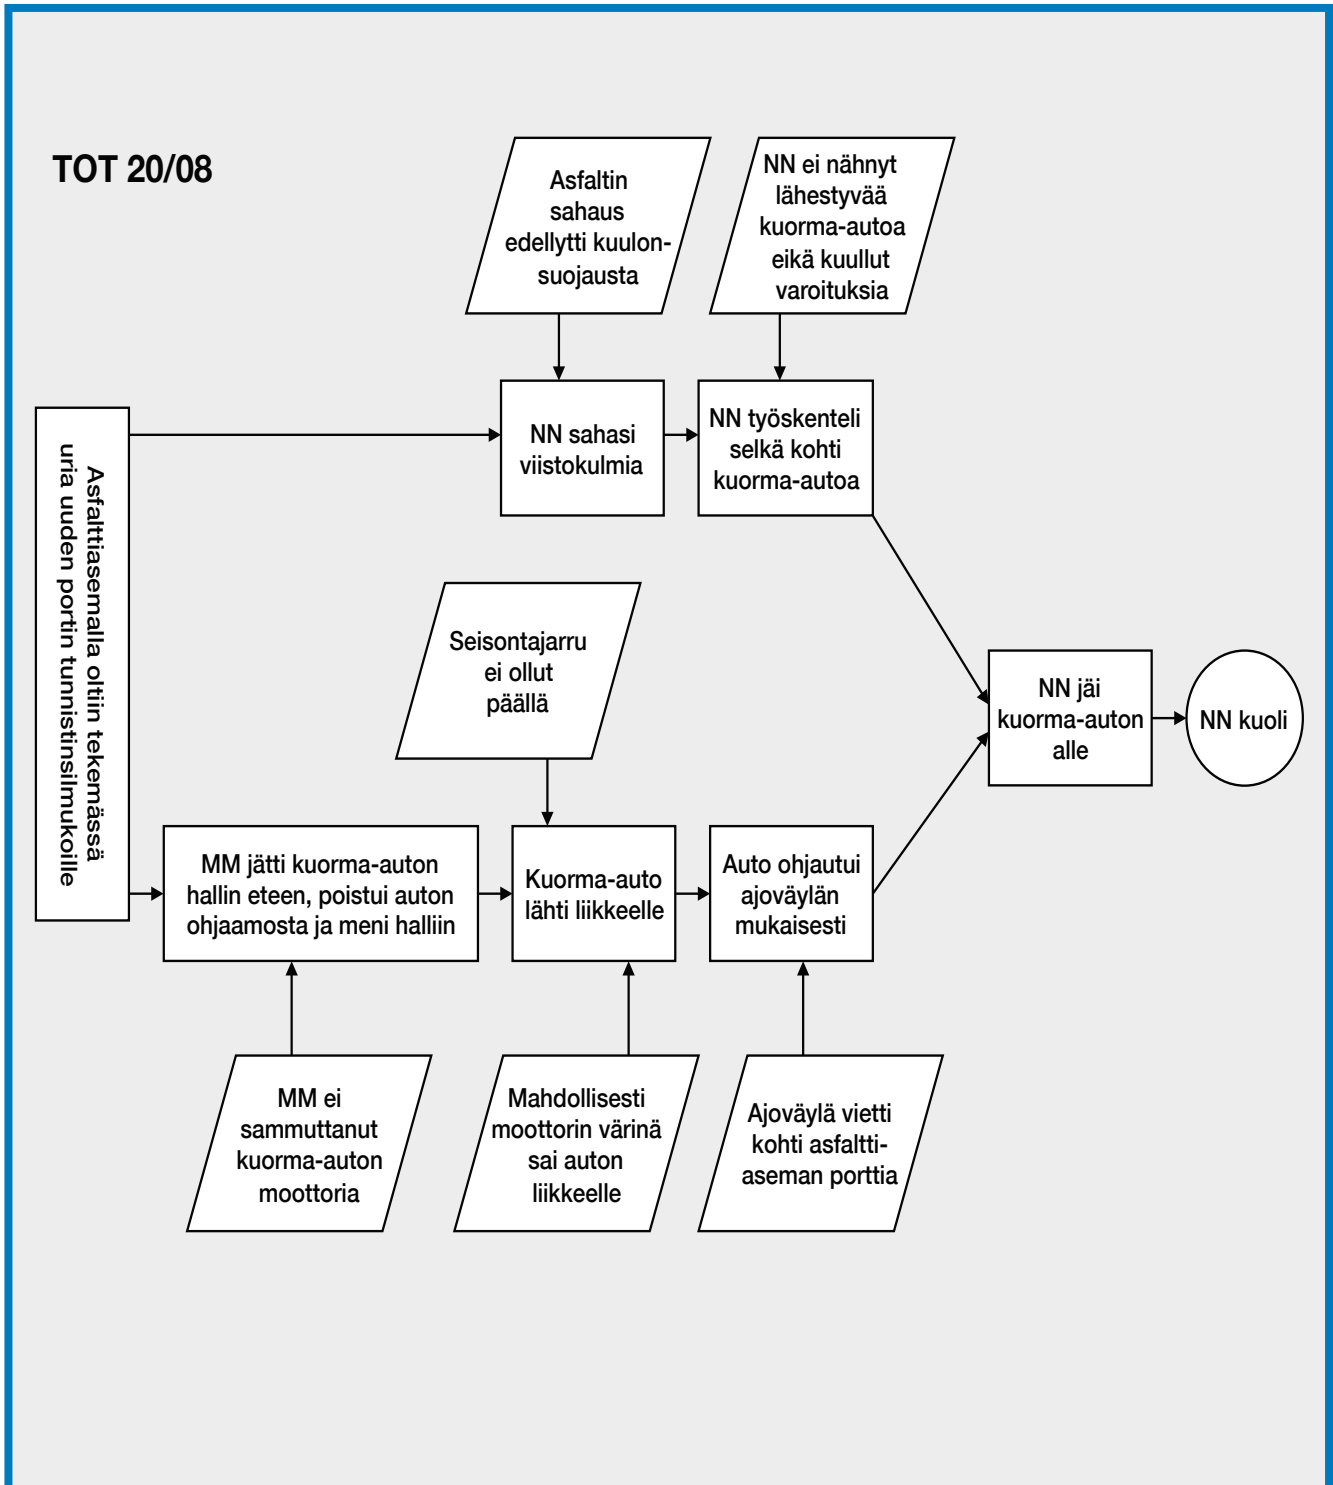 TOT 20/08
Asfaltin
sahaus
edellytti kuulon-
suojausta
NN ei nähnyt
lähestyvää
kuorma-autoa
eikä kuullut
varoituksia
Asfalttiasemalla oltiin tekemässä
uria uuden portin tunnistinsilmukoille
NN sahasi
viistokulmia
NN työskenteli
selkä kohti
kuorma-autoa
Seisontajarru
ei ollut
päällä
NN jäi
kuorma-auton
alle
NN kuoli
MM jätti kuorma-auton
hallin eteen, poistui auton
ohjaamosta ja meni halliin
Kuorma-auto
lähti liikkeelle
Auto ohjautui
ajoväylän
mukaisesti
MM ei
sammuttanut
kuorma-auton
moottoria
Mahdollisesti
moottorin värinä
sai auton
liikkeelle
Ajoväylä vietti
kohti asfaltti-
aseman porttia